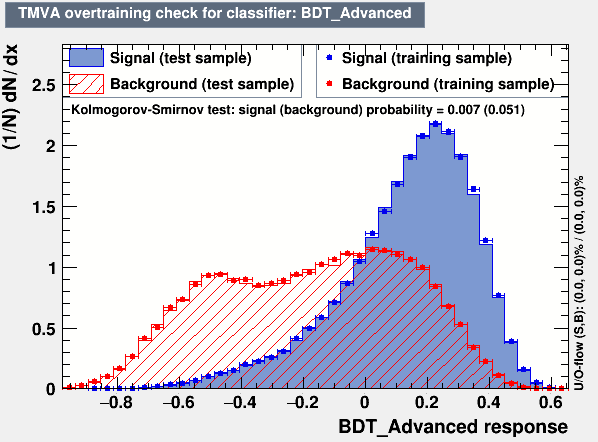 TMVA overtraining check for classifier: BDT_Advanced
Signal (test sample)
Background (test sample)
Signal (training sample)
Background (training sample)
Kolmogorov-Smirnov test: signal (background) probability = 0.007 (0.051)
(1/N) dN / dx
2.5
2
1.5
1
0.5
0
−0.8
−0.6
−0.4
−0.2
0
0.2
0.4
0.6
BDT_Advanced response
U/O-flow (S,B): (0.0, 0.0)% / (0.0, 0.0)%